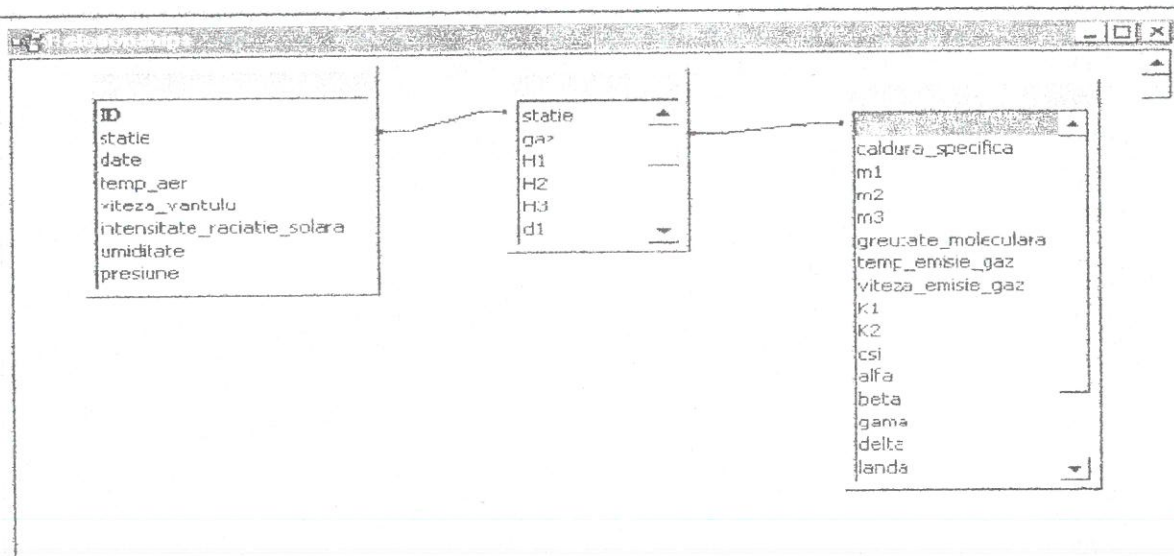 ID
statie
date
temp_aer
viteza_vantulu
intensitate_raciatie_solara
umiditate
presiune
statie
gaz
H1
H2
H3
d1
caldura_specifica
m1
m2
m3
greutate_moleculara
temp_emisie_gaz
viteza_emisie_gaz
K1
K2
csi
alfa
beta
gama
delta
landa